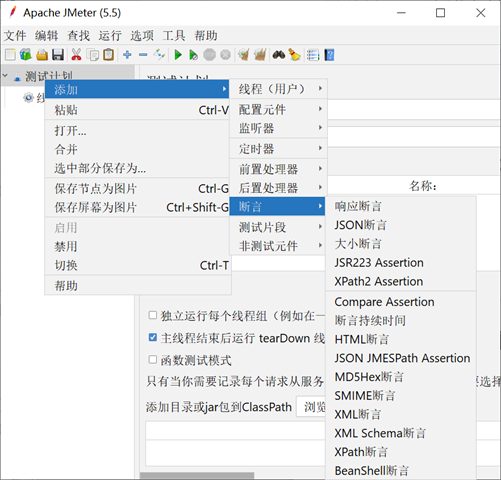 Apache JMeter (5.5)
文件 编辑 查找 运行 选项 工具 帮助
测试计划
线
添加
粘贴 Ctrl-V
打开...
合并
选中部分保存为...
保存节点为图片 Ctrl-G
保存屏幕为图片 Ctrl+Shift-G
启用
禁用
切换 Ctrl-T
帮助
线程（用户）
配置元件
监听器
定时器
前置处理器
后置处理器
断言
测试片段
非测试元件
名称:
响应断言
JSON断言
大小断言
JSR223 Assertion
XPath2 Assertion
Compare Assertion
断言持续时间
HTML断言
JSON JMESPath Assertion
MD5Hex断言
SMIME断言
XML断言
XML Schema断言
XPath断言
BeanShell断言
独立运行每个线程组（例如在一
主线程结束后运行 tearDown 线
函数测试模式
只有当你需要记录每个请求从服务
要选择
添加目录或jar包到ClassPath 浏览